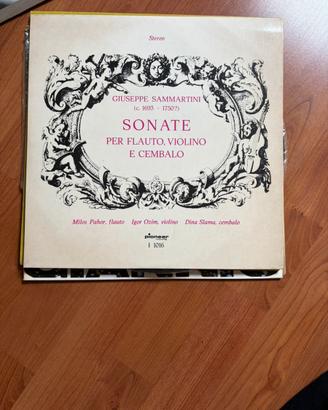 Stereo
GIUSEPPE SAMMARTINI
(c. 1693 - 1750?)
SONATE
PER FLAUTO, VIOLINO
E CEMBALO
Milos Pahor, flauto Igor Ozim, violino Dina Slama, cembalo
pioneer
I 1016